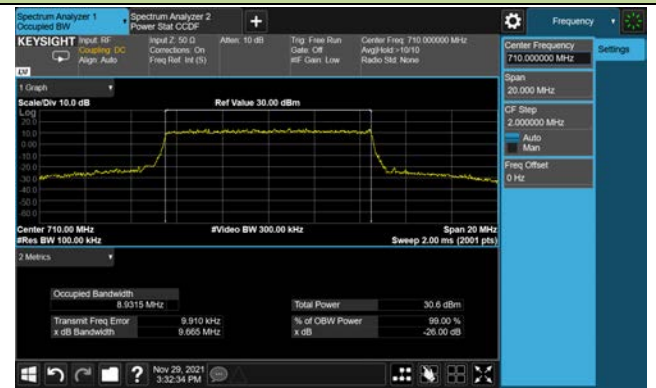 Spectrum Analyzer 1
Occupied BW
Spectrum Analyzer 2
Power Stat CCDF
Frequency
KEYSIGHT
Input: RF
Coupling: DC
Align: Auto
Input Z: 50 Ω
Corrections: On
Freq Ref: Int (S)
Atten: 10 dB
Trig: Free Run
Gate: Off
#IF Gain: Low
Center Freq: 710.000000 MHz
Avg|Hold:>10/10
Radio Std: None
Center Frequency
710.000000 MHz
Settings
Span
20.000 MHz
CF Step
2.000000 MHz
Auto
Man
Freq Offset
0 Hz
1 Graph
Scale/Div 10.0 dB
Ref Value 30.00 dBm
Log
20.0
10.0
0.00
-10.0
-20.0
-30.0
-40.0
-50.0
-60.0
Center 710.00 MHz
#Video BW 300.00 kHz
Span 20 MHz
#Res BW 100.00 kHz
Sweep 2.00 ms (2001 pts)
2 Metrics
Occupied Bandwidth
8.9315 MHz
Total Power 30.6 dBm
Transmit Freq Error 9.910 kHz
% of OBW Power 99.00 %
x dB Bandwidth 9.665 MHz
x dB -26.00 dB
Nov 29, 2021
3:32:34 PM